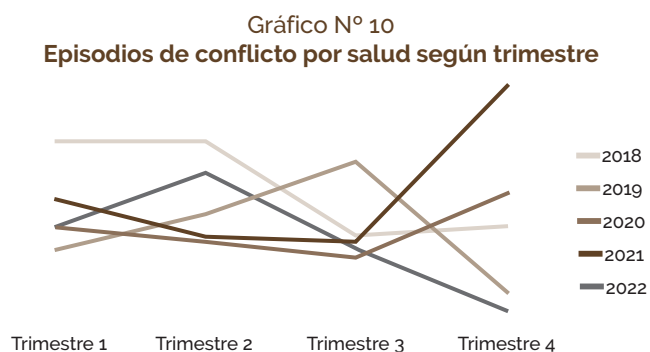 Gráfico Nº 10
Episodios de conflicto por salud según trimestre
2018
2019
2020
2021
2022
Trimestre 1 Trimestre 2 Trimestre 3 Trimestre 4